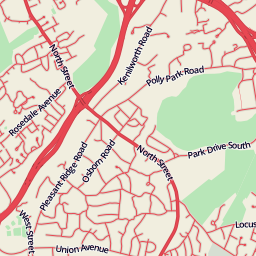 North Street
Kenilworth Road
Polly Park Road
Rosedale Avenue
Pleasant Ridge Road
Osborn Road
North Street
Park Drive South
West Street
Union Avenue
Locus